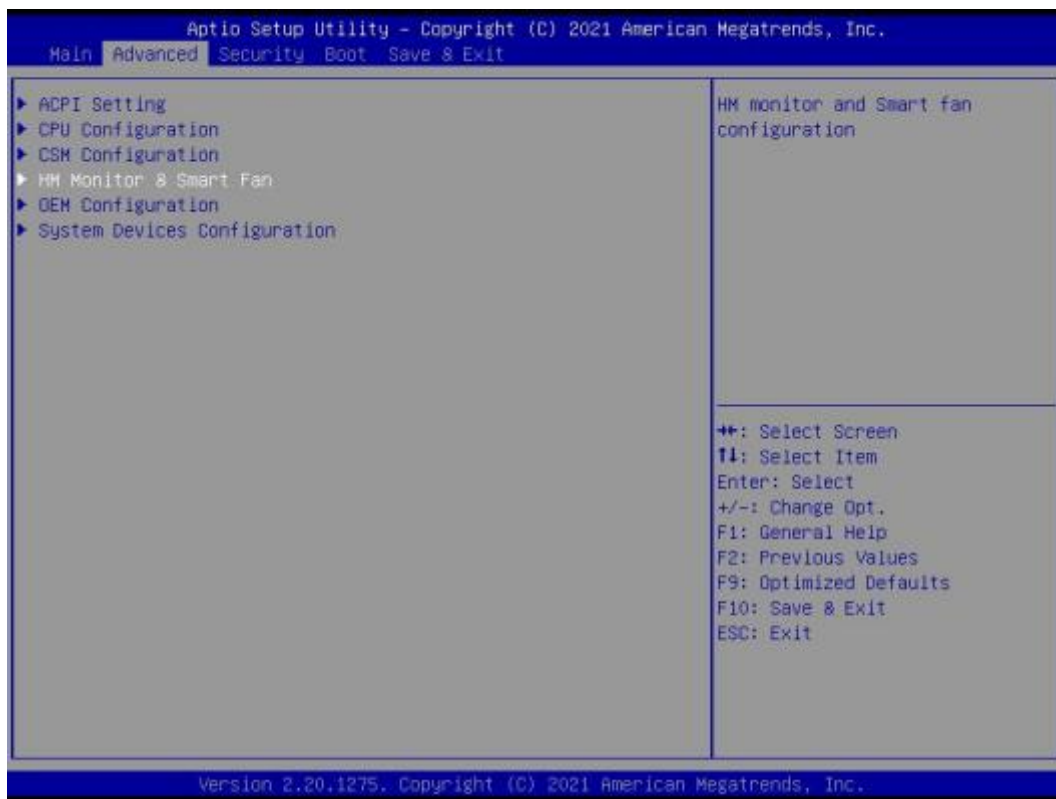 Aptio Setup Utility – Copyright (C) 2021 American Megatrends, Inc.
Main Advanced Security Boot Save & Exit
ACPI Setting
CPU Configuration
CSM Configuration
HM Monitor & Smart Fan
OEM Configuration
System Devices Configuration
HM monitor and Smart fan
configuration
→←: Select Screen
↑↓: Select Item
Enter: Select
+/-: Change Opt.
F1: General Help
F2: Previous Values
F9: Optimized Defaults
F10: Save & Exit
ESC: Exit
Version 2.20.1275. Copyright (C) 2021 American Megatrends, Inc.